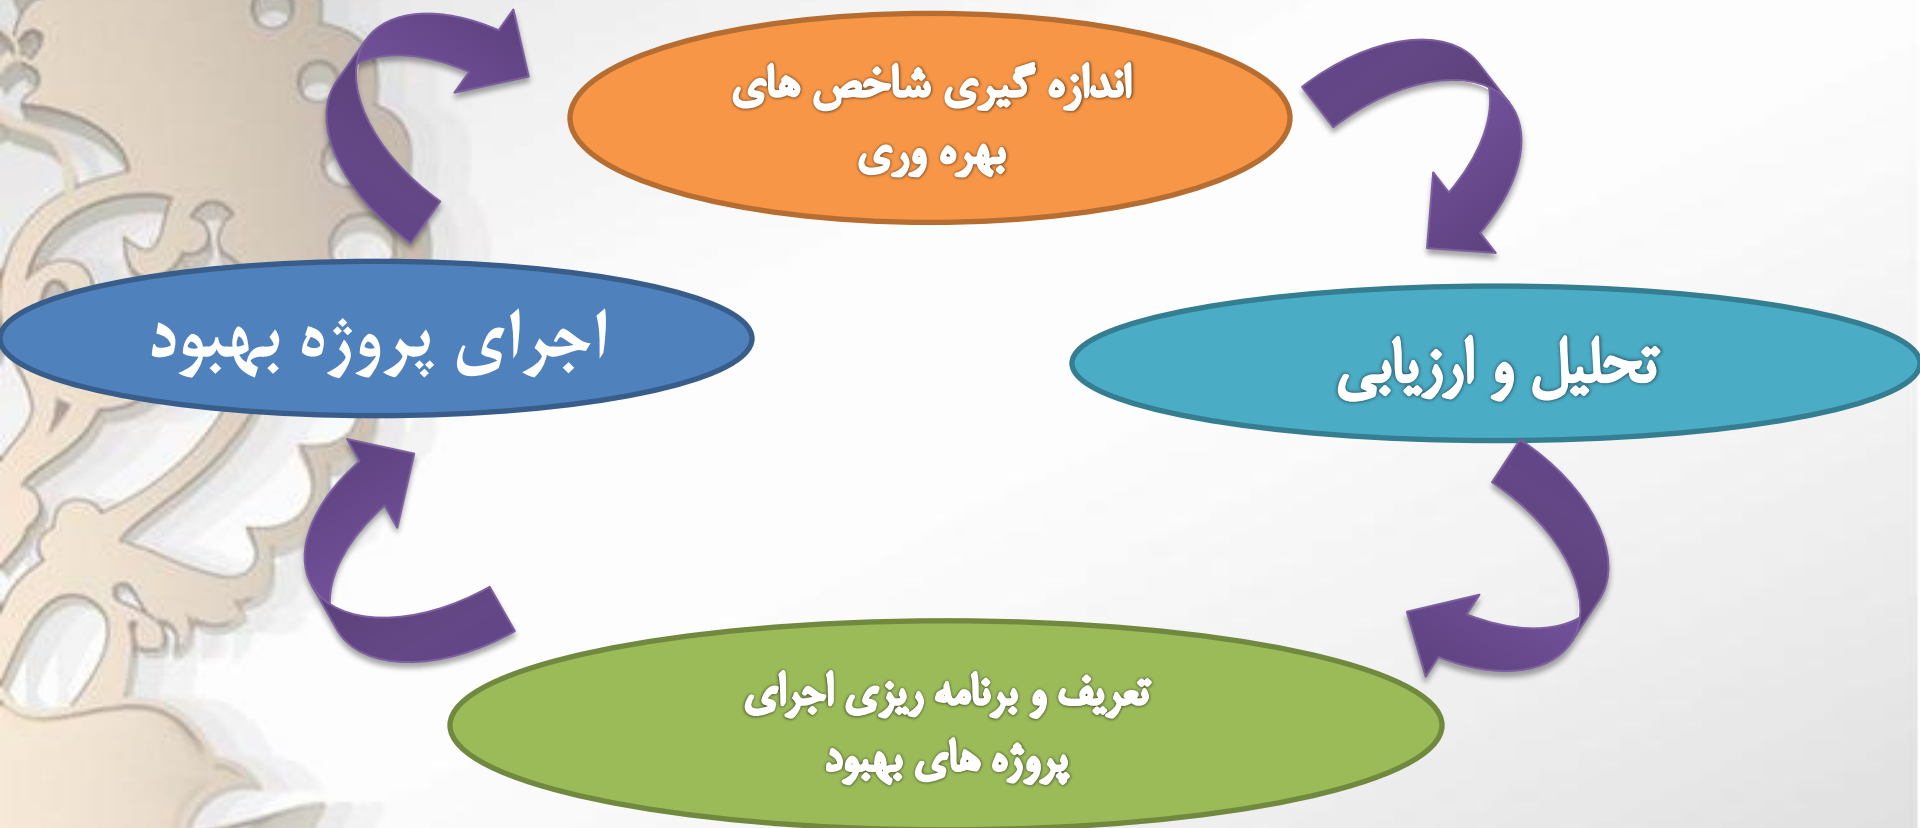 اندازه گیری شاخص های
بهره وری
تحلیل و ارزیابی
تعریف و برنامه ریزی اجرای
پروژه های بهبود
اجرای پروژه بهبود